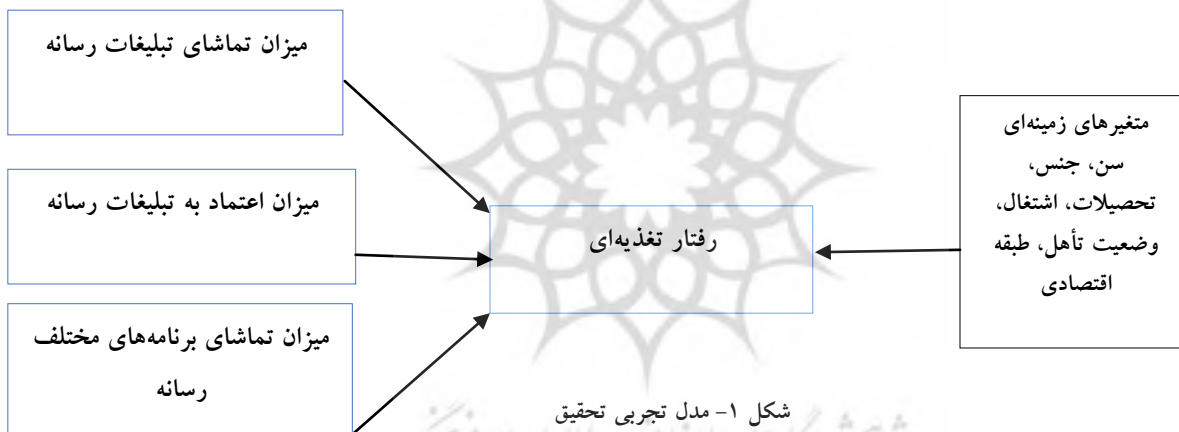 میزان تماشای تبلیغات رسانه
میزان اعتماد به تبلیغات رسانه
میزان تماشای برنامه‌های مختلف
رسانه
رفتار تغذیه‌ای
متغیرهای زمینه‌ای
سن، جنس،
تحصیلات، اشتغال،
وضعیت تأهل، طبقه
اقتصادی
شکل ۱- مدل تجربی تحقیق